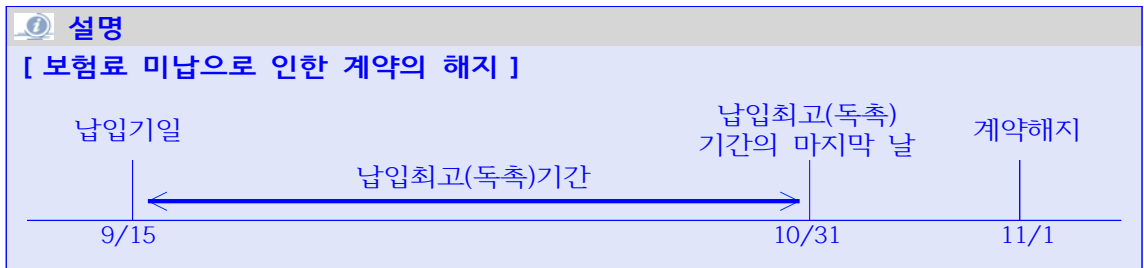 설명
[ 보험료 미납으로 인한 계약의 해지 ]
납입기일
납입최고(독촉)
기간의 마지막 날
계약해지
납입최고(독촉)기간
9/15
10/31
11/1